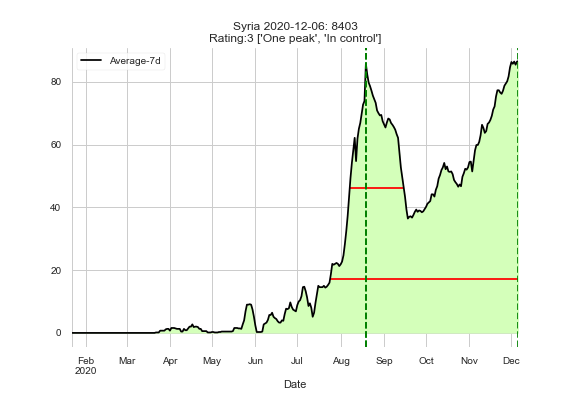 Syria 2020-12-06: 8403
Rating:3 ['One peak', 'In control']
Average-7d
80
60
40
20
0
Feb Mar Apr May Jun Jul Aug Sep Oct Nov Dec
2020
Date